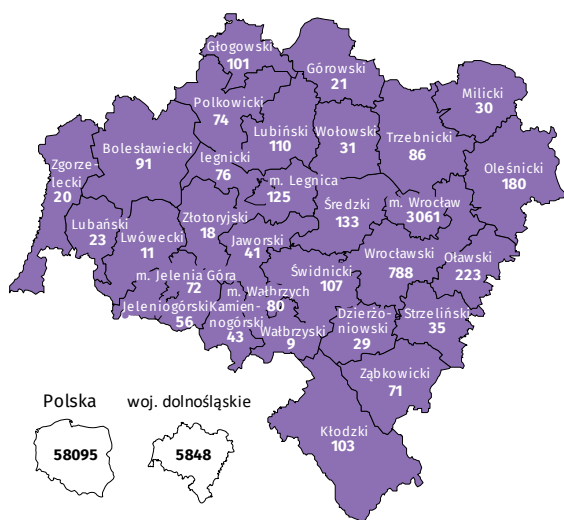 Głogowski
101
Górowski
21
Milicki
30
Polkowicki
74
Lubiński
110
Wołowski
31
Trzebnicki
86
Bolesławiecki
91
legnicki
76
Oleśnicki
180
Zgorze-
lecki
20
m. Legnica
125
Średzki
133
m. Wrocław
3061
Lubański
23
Lwówecki
11
Złotoryjski
18
Jaworski
41
Wrocławski
788
Oławski
223
m. Jelenia Góra
72
Świdnicki
107
m. Wałbrzych
80
Jeleniogórski
56
Kamien-
nogórski
43
Wałbrzyski
9
Dzierżo-
niowski
29
Strzeliński
35
Ząbkowicki
71
Kłodzki
103
Polska
58095
woj. dolnośląskie
5848